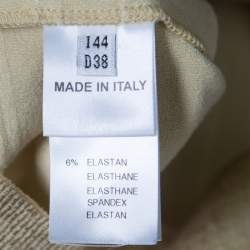 I44
D38
MADE IN ITALY
6% ELASTAN
ELASTHANE
ELASTHANE
SPANDEX
ELASTAN